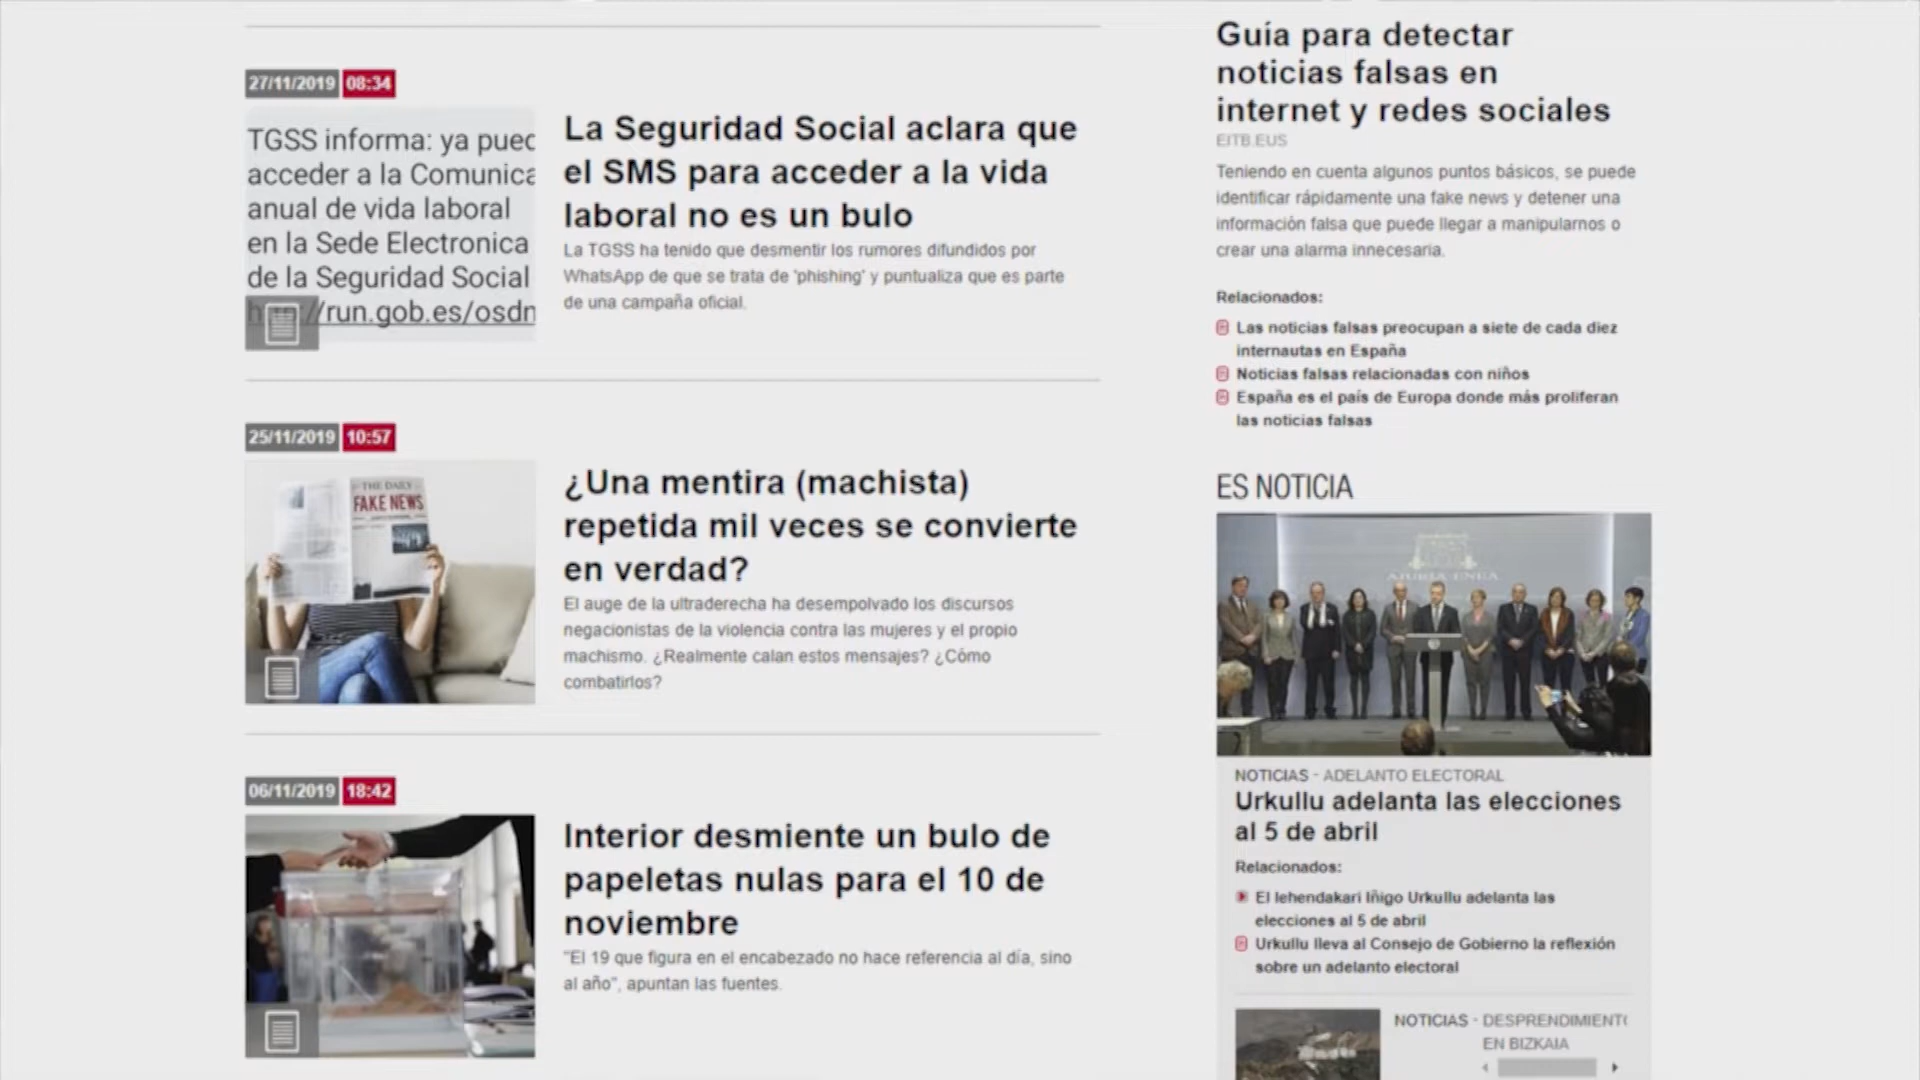 27/11/2019 08:34
TGSS informa: ya pued
acceder a la Comunica
anual de vida laboral
en la Sede Electronica
de la Seguridad Social
//run.gob.es/osdn
La Seguridad Social aclara que
el SMS para acceder a la vida
laboral no es un bulo
La TGSS ha tenido que desmentir los rumores difundidos por
WhatsApp de que se trata de 'phishing' y puntualiza que es parte
de una campaña oficial.
25/11/2019 10:57
THE DAILY
FAKE NEWS
¿Una mentira (machista)
repetida mil veces se convierte
en verdad?
El auge de la ultraderecha ha desempolvado los discursos
negacionistas de la violencia contra las mujeres y el propio
machismo. ¿Realmente calan estos mensajes? ¿Cómo
combatirlos?
06/11/2019 18:42
Interior desmiente un bulo de
papeletas nulas para el 10 de
noviembre
"El 19 que figura en el encabezado no hace referencia al día, sino
al año", apuntan las fuentes.
Guía para detectar
noticias falsas en
internet y redes sociales
EITB.EUS
Teniendo en cuenta algunos puntos básicos, se puede
identificar rápidamente una fake news y detener una
información falsa que puede llegar a manipularnos o
crear una alarma innecesaria.
Relacionados:
Las noticias falsas preocupan a siete de cada diez
internautas en España
Noticias falsas relacionadas con niños
España es el país de Europa donde más proliferan
las noticias falsas
ES NOTICIA
AJURIA-ENEA
NOTICIAS - ADELANTO ELECTORAL
Urkullu adelanta las elecciones
al 5 de abril
Relacionados:
El lehendakari Iñigo Urkullu adelanta las
elecciones al 5 de abril
Urkullu lleva al Consejo de Gobierno la reflexión
sobre un adelanto electoral
NOTICIAS - DESPRENDIMIENTO
EN BIZKAIA